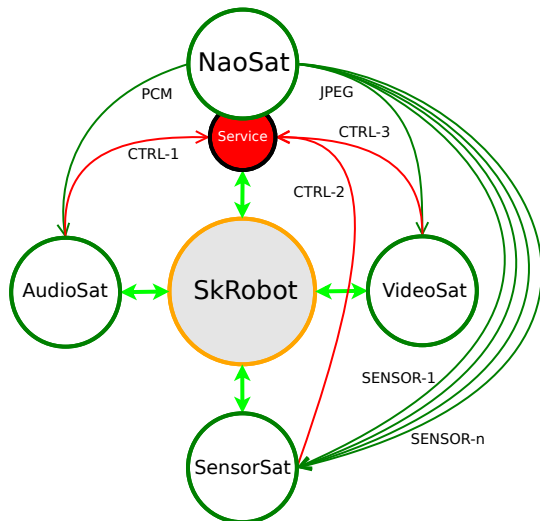 NaoSat
PCM
JPEG
Service
CTRL-3
CTRL-1
CTRL-2
AudioSat
SkRobot
VideoSat
SENSOR-1
SENSOR-n
SensorSat